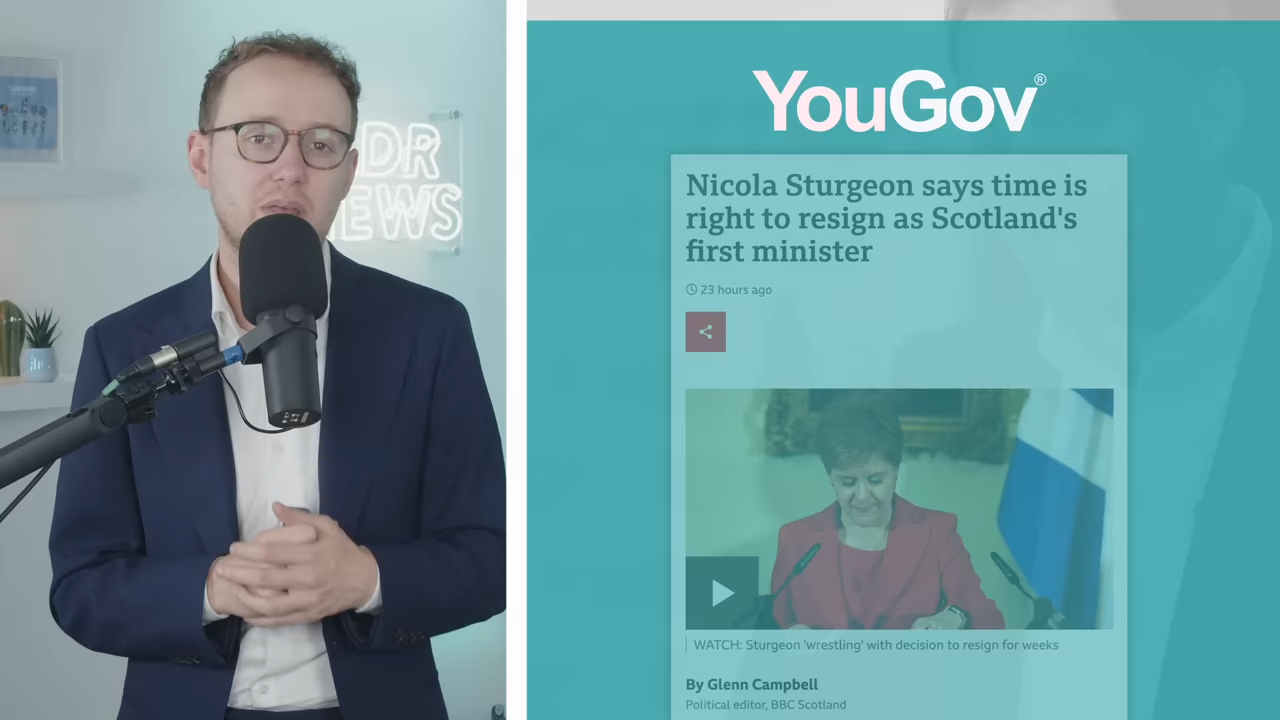 DR
EWS
YouGov®
Nicola Sturgeon says time is
right to resign as Scotland's
first minister
23 hours ago
WATCH: Sturgeon 'wrestling' with decision to resign for weeks
By Glenn Campbell
Political editor, BBC Scotland